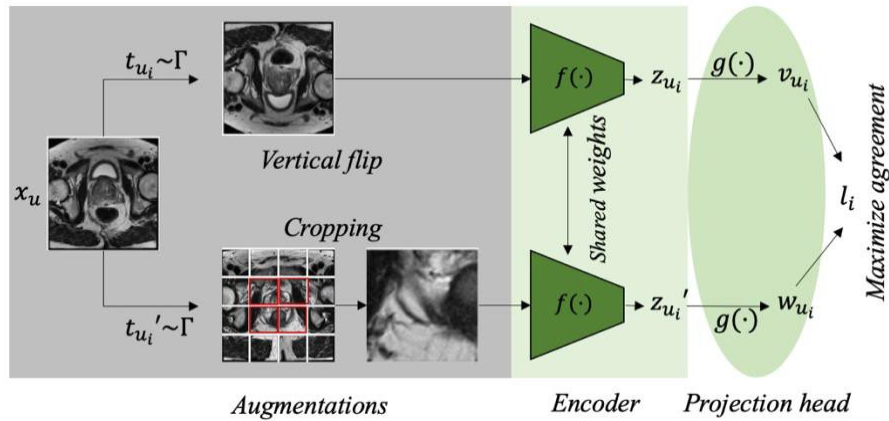 t_{u_i}~Γ
Vertical flip
x_u
Cropping
t_{u_i}'~Γ
f(·)
z_{u_i}
g(·)
v_{u_i}
Shared weights
l_i
Maximize agreement
f(·)
z_{u_i}'
g(·)
w_{u_i}
Augmentations
Encoder
Projection head